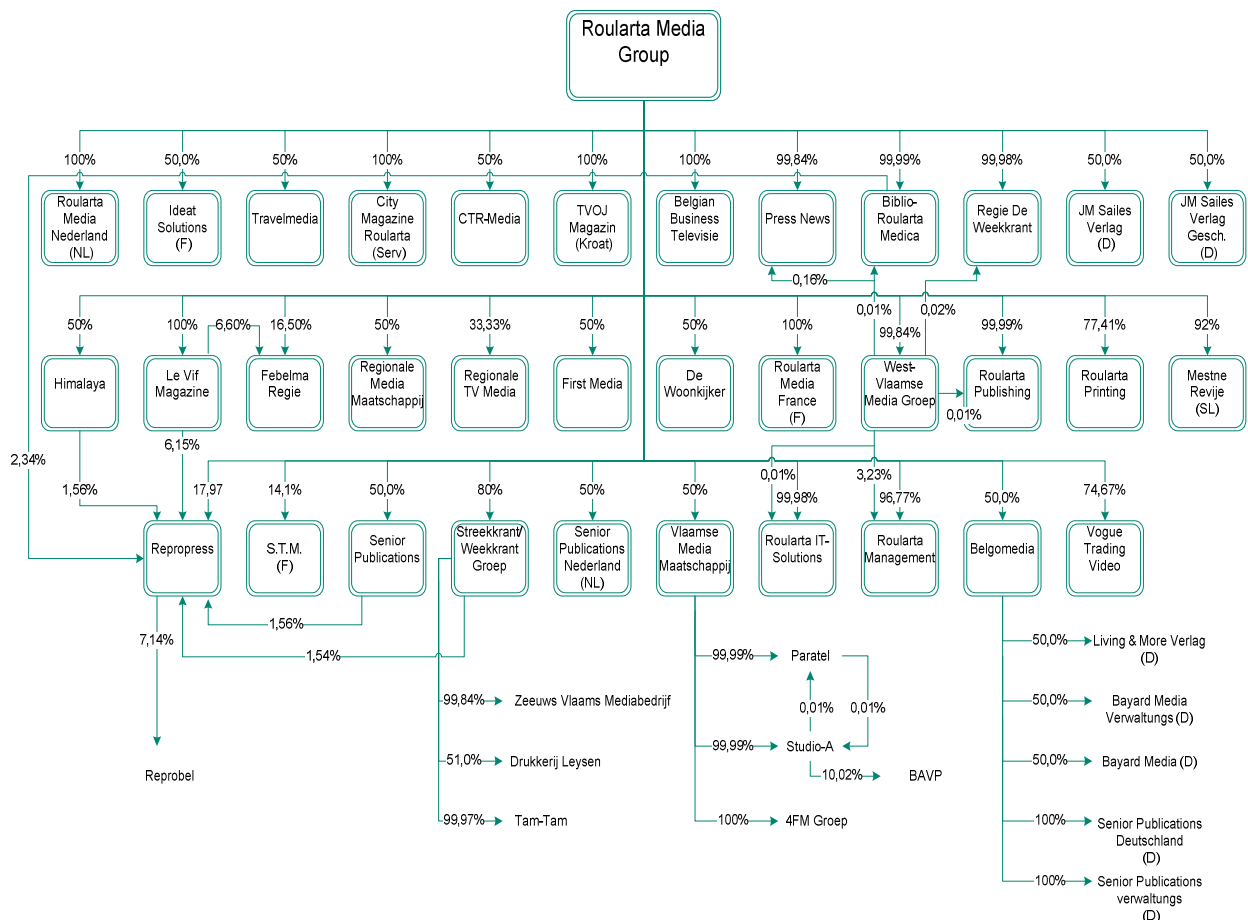 Roularta Media
Group
100%
50,0%
50%
100%
50%
100%
100%
99,84%
99,99%
99,98%
50,0%
50,0%
Roularta
Media
Nederland
(NL)
Ideat
Solutions
(F)
Travelmedia
City
Magazine
Roularta
(Serv)
CTR-Media
TVOJ
Magazin
(Kroat)
Belgian
Business
Televisie
Press News
Biblio-
Roularta
Medica
Regie De
Weekkrant
JM Sailes
Verlag
(D)
JM Sailes
Verlag
Gesch.
(D)
0,16%
0,01%
0,02%
50%
100%
6,60%
16,50%
50%
33,33%
50%
50%
100%
99,84%
99,99%
77,41%
92%
Himalaya
Le Vif
Magazine
Febelma
Regie
Regionale
Media
Maatschappij
Regionale
TV Media
First Media
De
Woonkijker
Roularta
Media
France
(F)
West-
Vlaamse
Media Groep
Roularta
Publishing
Roularta
Printing
Mestne
Revije
(SL)
0,01%
2,34%
1,56%
6,15%
17,97
14,1%
50,0%
80%
50%
50%
0,01%
99,98%
3,23%
96,77%
50,0%
74,67%
Repropress
S.T.M.
(F)
Senior
Publications
Streekkrant/
Weekkrant
Groep
Senior
Publications
Nederland
(NL)
Vlaamse
Media
Maatschappij
Roularta IT-
Solutions
Roularta
Management
Belgomedia
Vogue
Trading
Video
7,14%
1,56%
1,54%
Reprobel
99,84%
Zeeuws Vlaams Mediabedrijf
51,0%
Drukkerij Leysen
99,97%
Tam-Tam
99,99%
Paratel
0,01%
0,01%
99,99%
Studio-A
10,02%
BAVP
100%
4FM Groep
50,0%
Living & More Verlag
(D)
50,0%
Bayard Media
Verwaltungs (D)
50,0%
Bayard Media (D)
100%
Senior Publications
Deutschland
(D)
100%
Senior Publications
verwaltungs
(D)